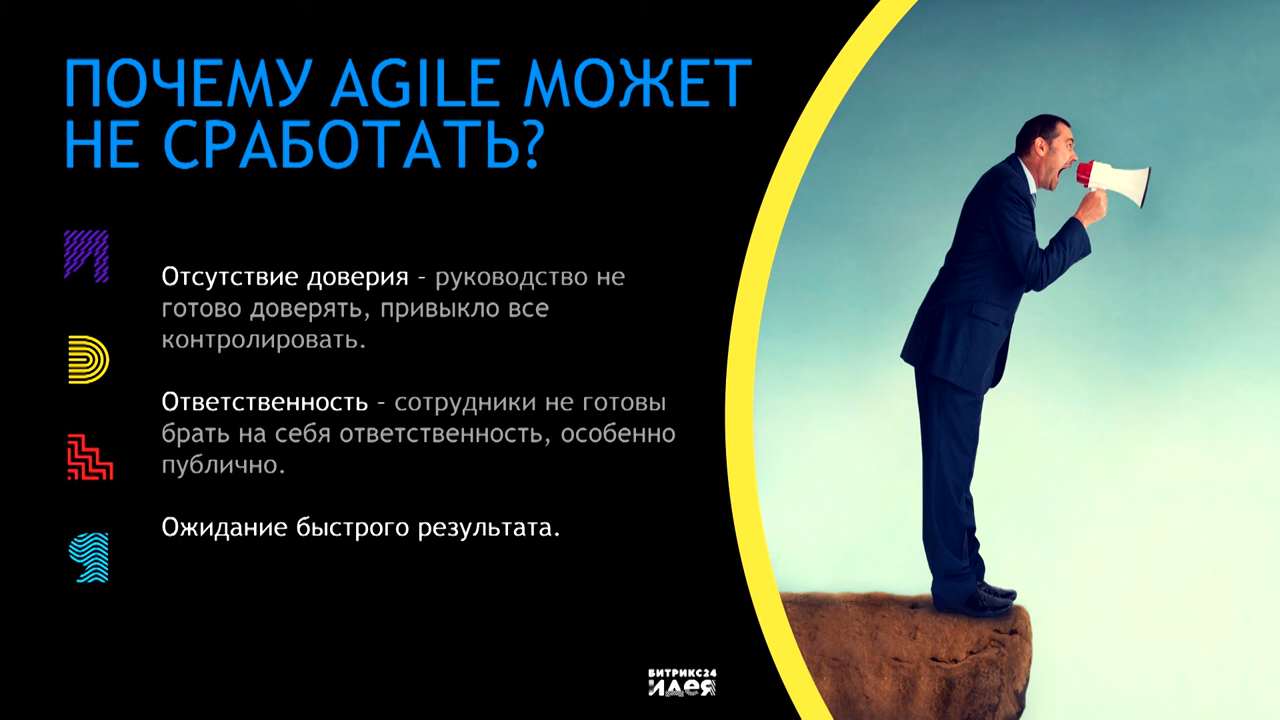 ПОЧЕМУ AGILE МОЖЕТ
НЕ СРАБОТАТЬ?
Отсутствие доверия – руководство не
готово доверять, привыкло все
контролировать.
Ответственность – сотрудники не готовы
брать на себя ответственность, особенно
публично.
Ожидание быстрого результата.
БИТРИКС24
идея